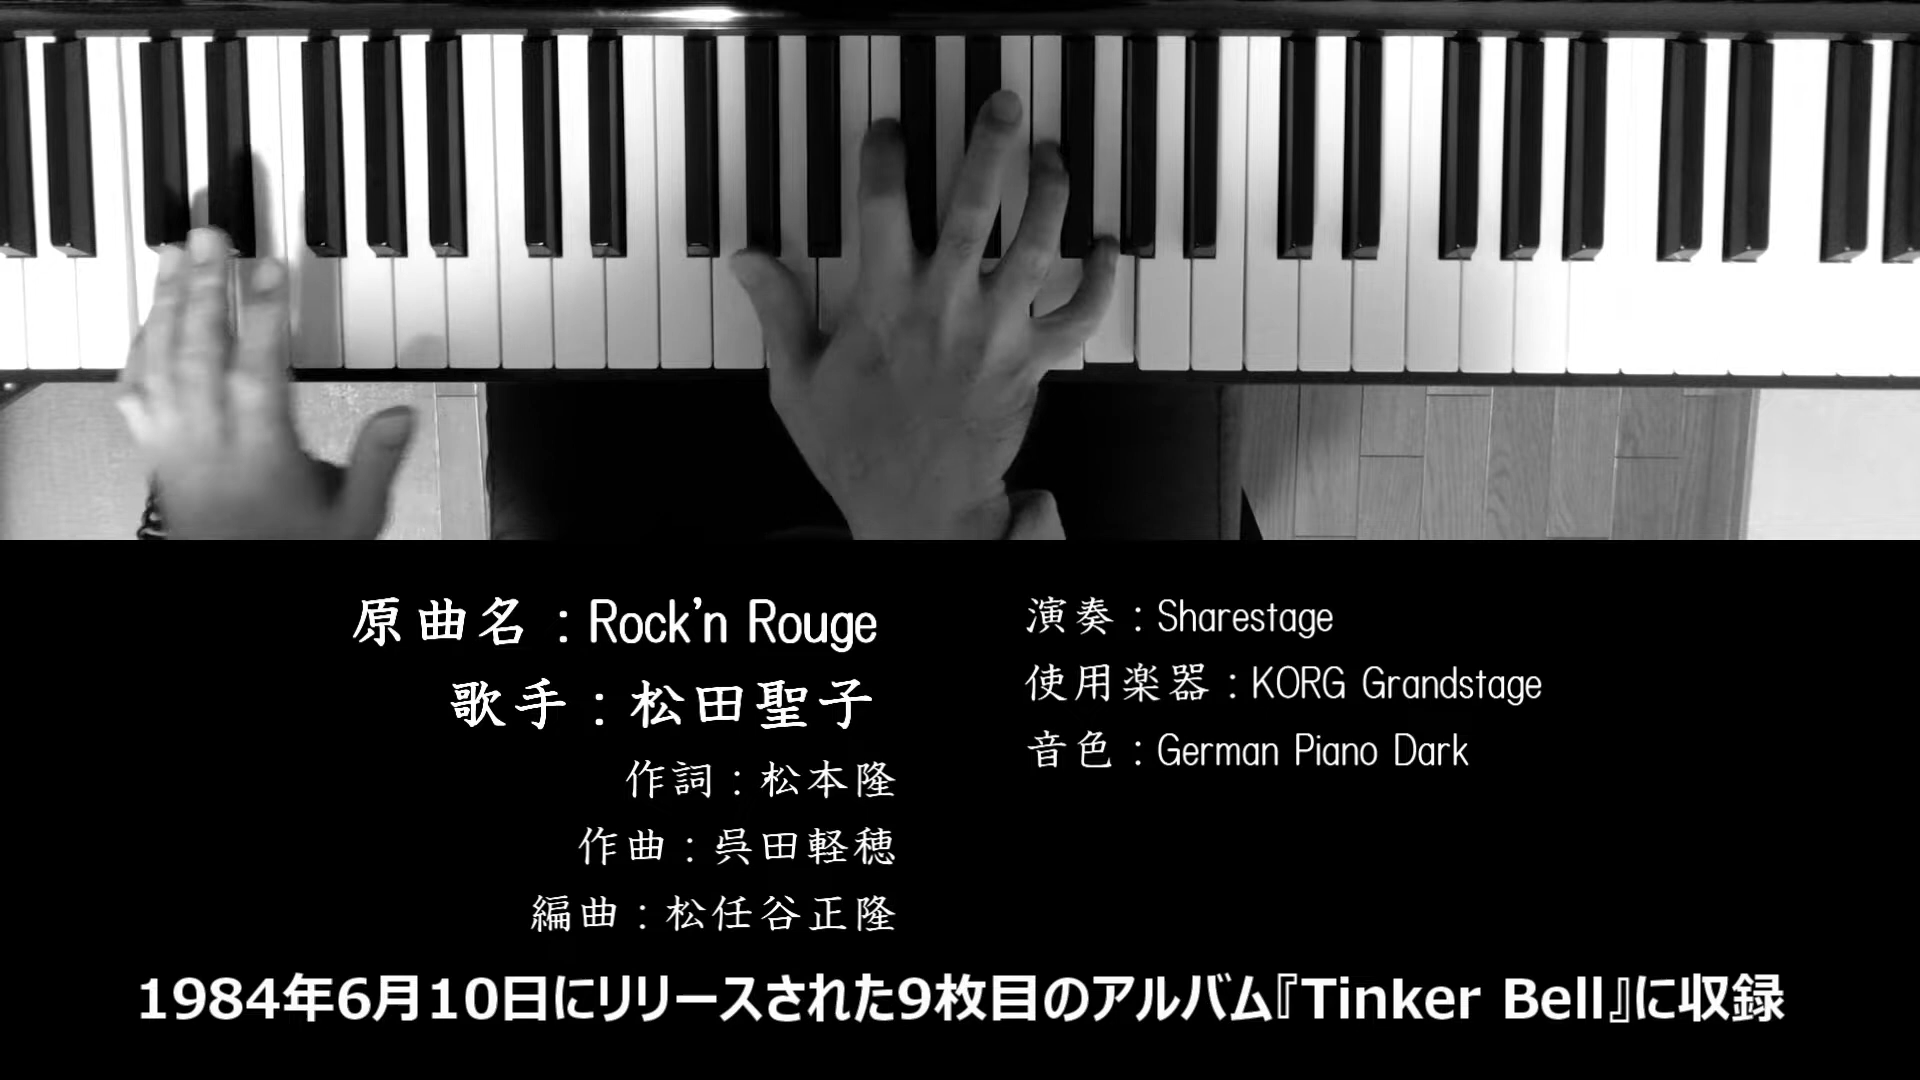 原曲名：Rock'n Rouge
歌手：松田聖子
作詞：松本隆
作曲：呉田軽穂
編曲：松任谷正隆
演奏：Sharestage
使用楽器：KORG Grandstage
音色：German Piano Dark
1984年6月10日にリリースされた9枚目のアルバム『Tinker Bell』に収録